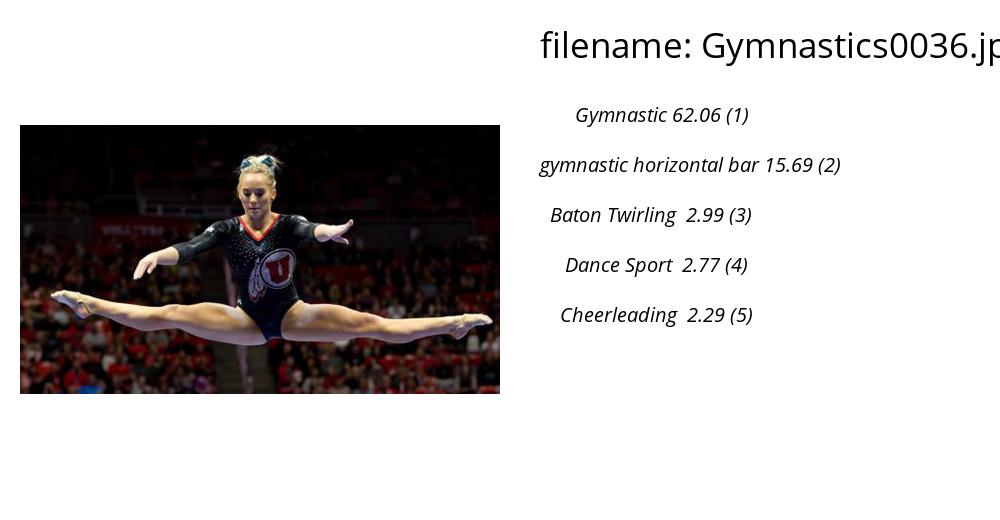 filename: Gymnastics0036.jp
Gymnastic 62.06 (1)
gymnastic horizontal bar 15.69 (2)
Baton Twirling 2.99 (3)
Dance Sport 2.77 (4)
Cheerleading 2.29 (5)
U